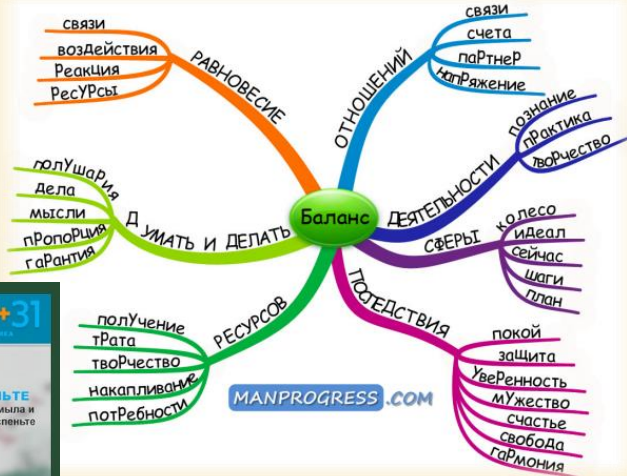 Баланс
РАВНОВЕСИЕ
связи
воздействия
Реакция
РесУРсы
ОТНОШЕНИЙ
связи
счета
паРтнеР
напРяжение
ДЕЯТЕЛЬНОСТИ
познание
пРактика
твоРчество
СФЕРЫ
колесо
идеал
сейчас
шаги
план
ПОСЛЕДСТВИЯ
покой
защита
УвеРенность
мУжество
счастье
свобода
гаРмония
РЕСУРСОВ
полУчение
тРата
твоРчество
накапливание
потРебности
ДУМАТЬ И ДЕЛАТЬ
полУшаРия
дела
мысли
пРопоРция
гаРантия
MANPROGRESS.COM
+31
мыла и